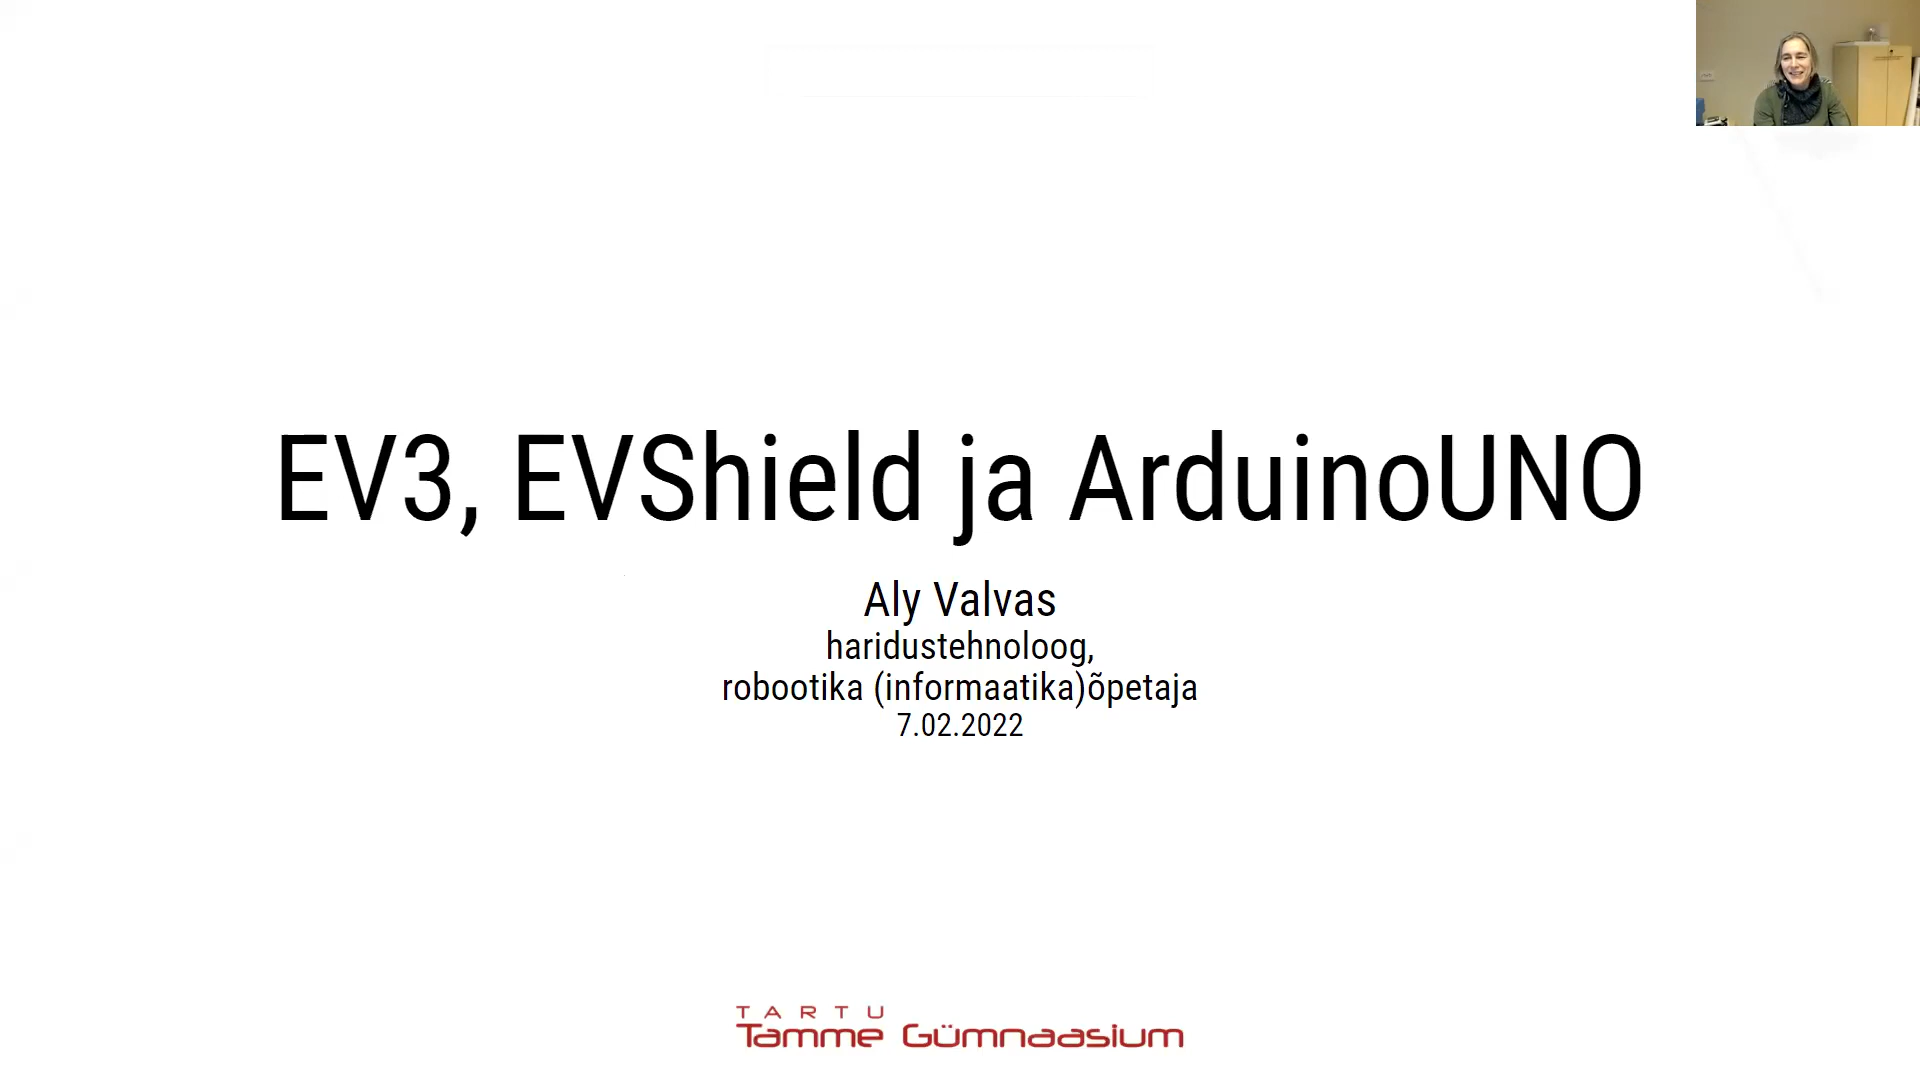 EV3, EVShield ja ArduinoUNO
Aly Valvas
haridustehnoloog,
robootika (informaatika)õpetaja
7.02.2022
TARTU
Tamme Gümnaasium